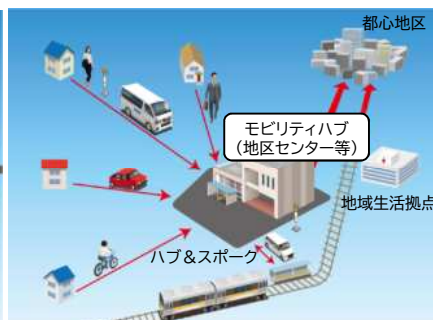 都心地区
モビリティハブ
（地区センター等）
地域生活拠点
ハブ＆スポーク